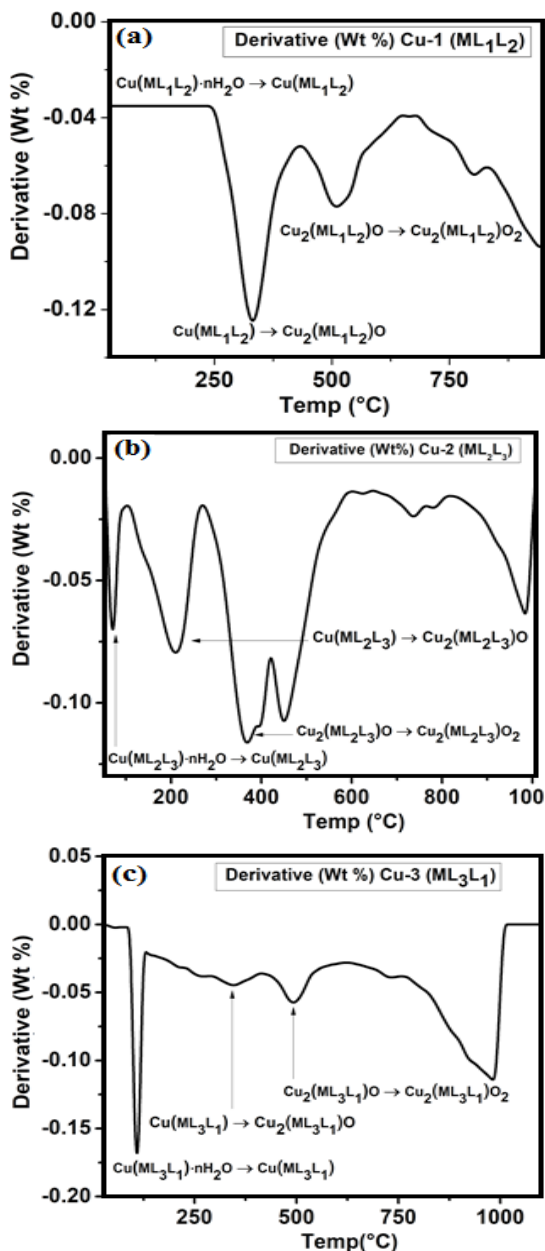 (a)
Derivative (Wt %) Cu-1 (ML₁L₂)
Cu(ML₁L₂)·nH₂O → Cu(ML₁L₂)
Cu₂(ML₁L₂)O → Cu₂(ML₁L₂)O₂
Cu(ML₁L₂) → Cu₂(ML₁L₂)O
Derivative (Wt %)
0.00
-0.04
-0.08
-0.12
250
500
750
Temp (°C)
(b)
Derivative (Wt%) Cu-2 (ML₂L₃)
Cu(ML₂L₃) → Cu₂(ML₂L₃)O
Cu₂(ML₂L₃)O → Cu₂(ML₂L₃)O₂
Cu(ML₂L₃)·nH₂O → Cu(ML₂L₃)
Derivative (Wt %)
0.00
-0.05
-0.10
200
400
600
800
100
Temp (°C)
(c)
Derivative (Wt %) Cu-3 (ML₃L₁)
Cu₂(ML₃L₁)O → Cu₂(ML₃L₁)O₂
Cu(ML₃L₁) → Cu₂(ML₃L₁)O
Cu(ML₃L₁)·nH₂O → Cu(ML₃L₁)
Derivative (Wt %)
0.05
0.00
-0.05
-0.10
-0.15
-0.20
250
500
750
1000
Temp(°C)